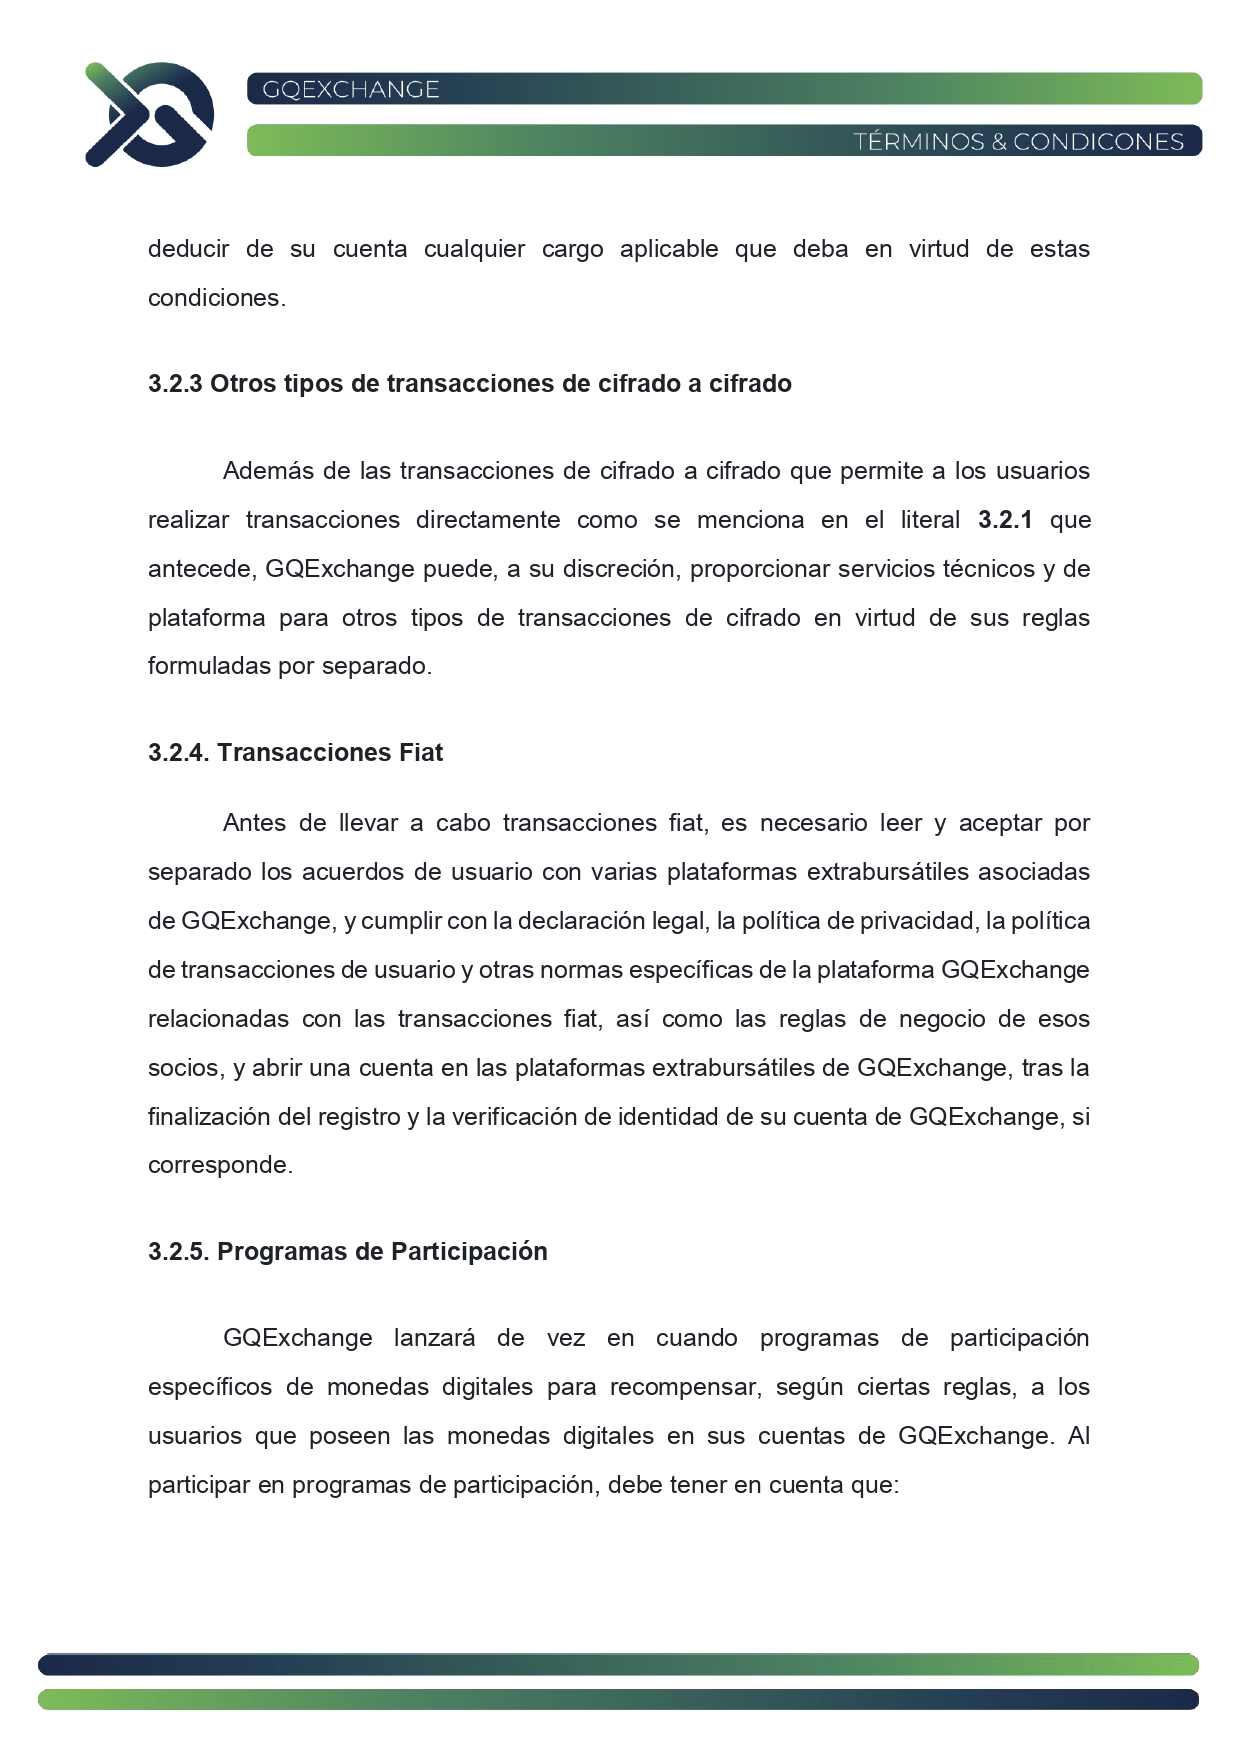 GQEXCHANGE
TÉRMINOS & CONDICONES
deducir de su cuenta cualquier cargo aplicable que deba en virtud de estas
condiciones.
3.2.3 Otros tipos de transacciones de cifrado a cifrado
Además de las transacciones de cifrado a cifrado que permite a los usuarios
realizar transacciones directamente como se menciona en el literal 3.2.1 que
antecede, GQExchange puede, a su discreción, proporcionar servicios técnicos y de
plataforma para otros tipos de transacciones de cifrado en virtud de sus reglas
formuladas por separado.
3.2.4. Transacciones Fiat
Antes de llevar a cabo transacciones fiat, es necesario leer y aceptar por
separado los acuerdos de usuario con varias plataformas extrabursátiles asociadas
de GQExchange, y cumplir con la declaración legal, la política de privacidad, la política
de transacciones de usuario y otras normas específicas de la plataforma GQExchange
relacionadas con las transacciones fiat, así como las reglas de negocio de esos
socios, y abrir una cuenta en las plataformas extrabursátiles de GQExchange, tras la
finalización del registro y la verificación de identidad de su cuenta de GQExchange, si
corresponde.
3.2.5. Programas de Participación
GQExchange lanzará de vez en cuando programas de participación
específicos de monedas digitales para recompensar, según ciertas reglas, a los
usuarios que poseen las monedas digitales en sus cuentas de GQExchange. Al
participar en programas de participación, debe tener en cuenta que: